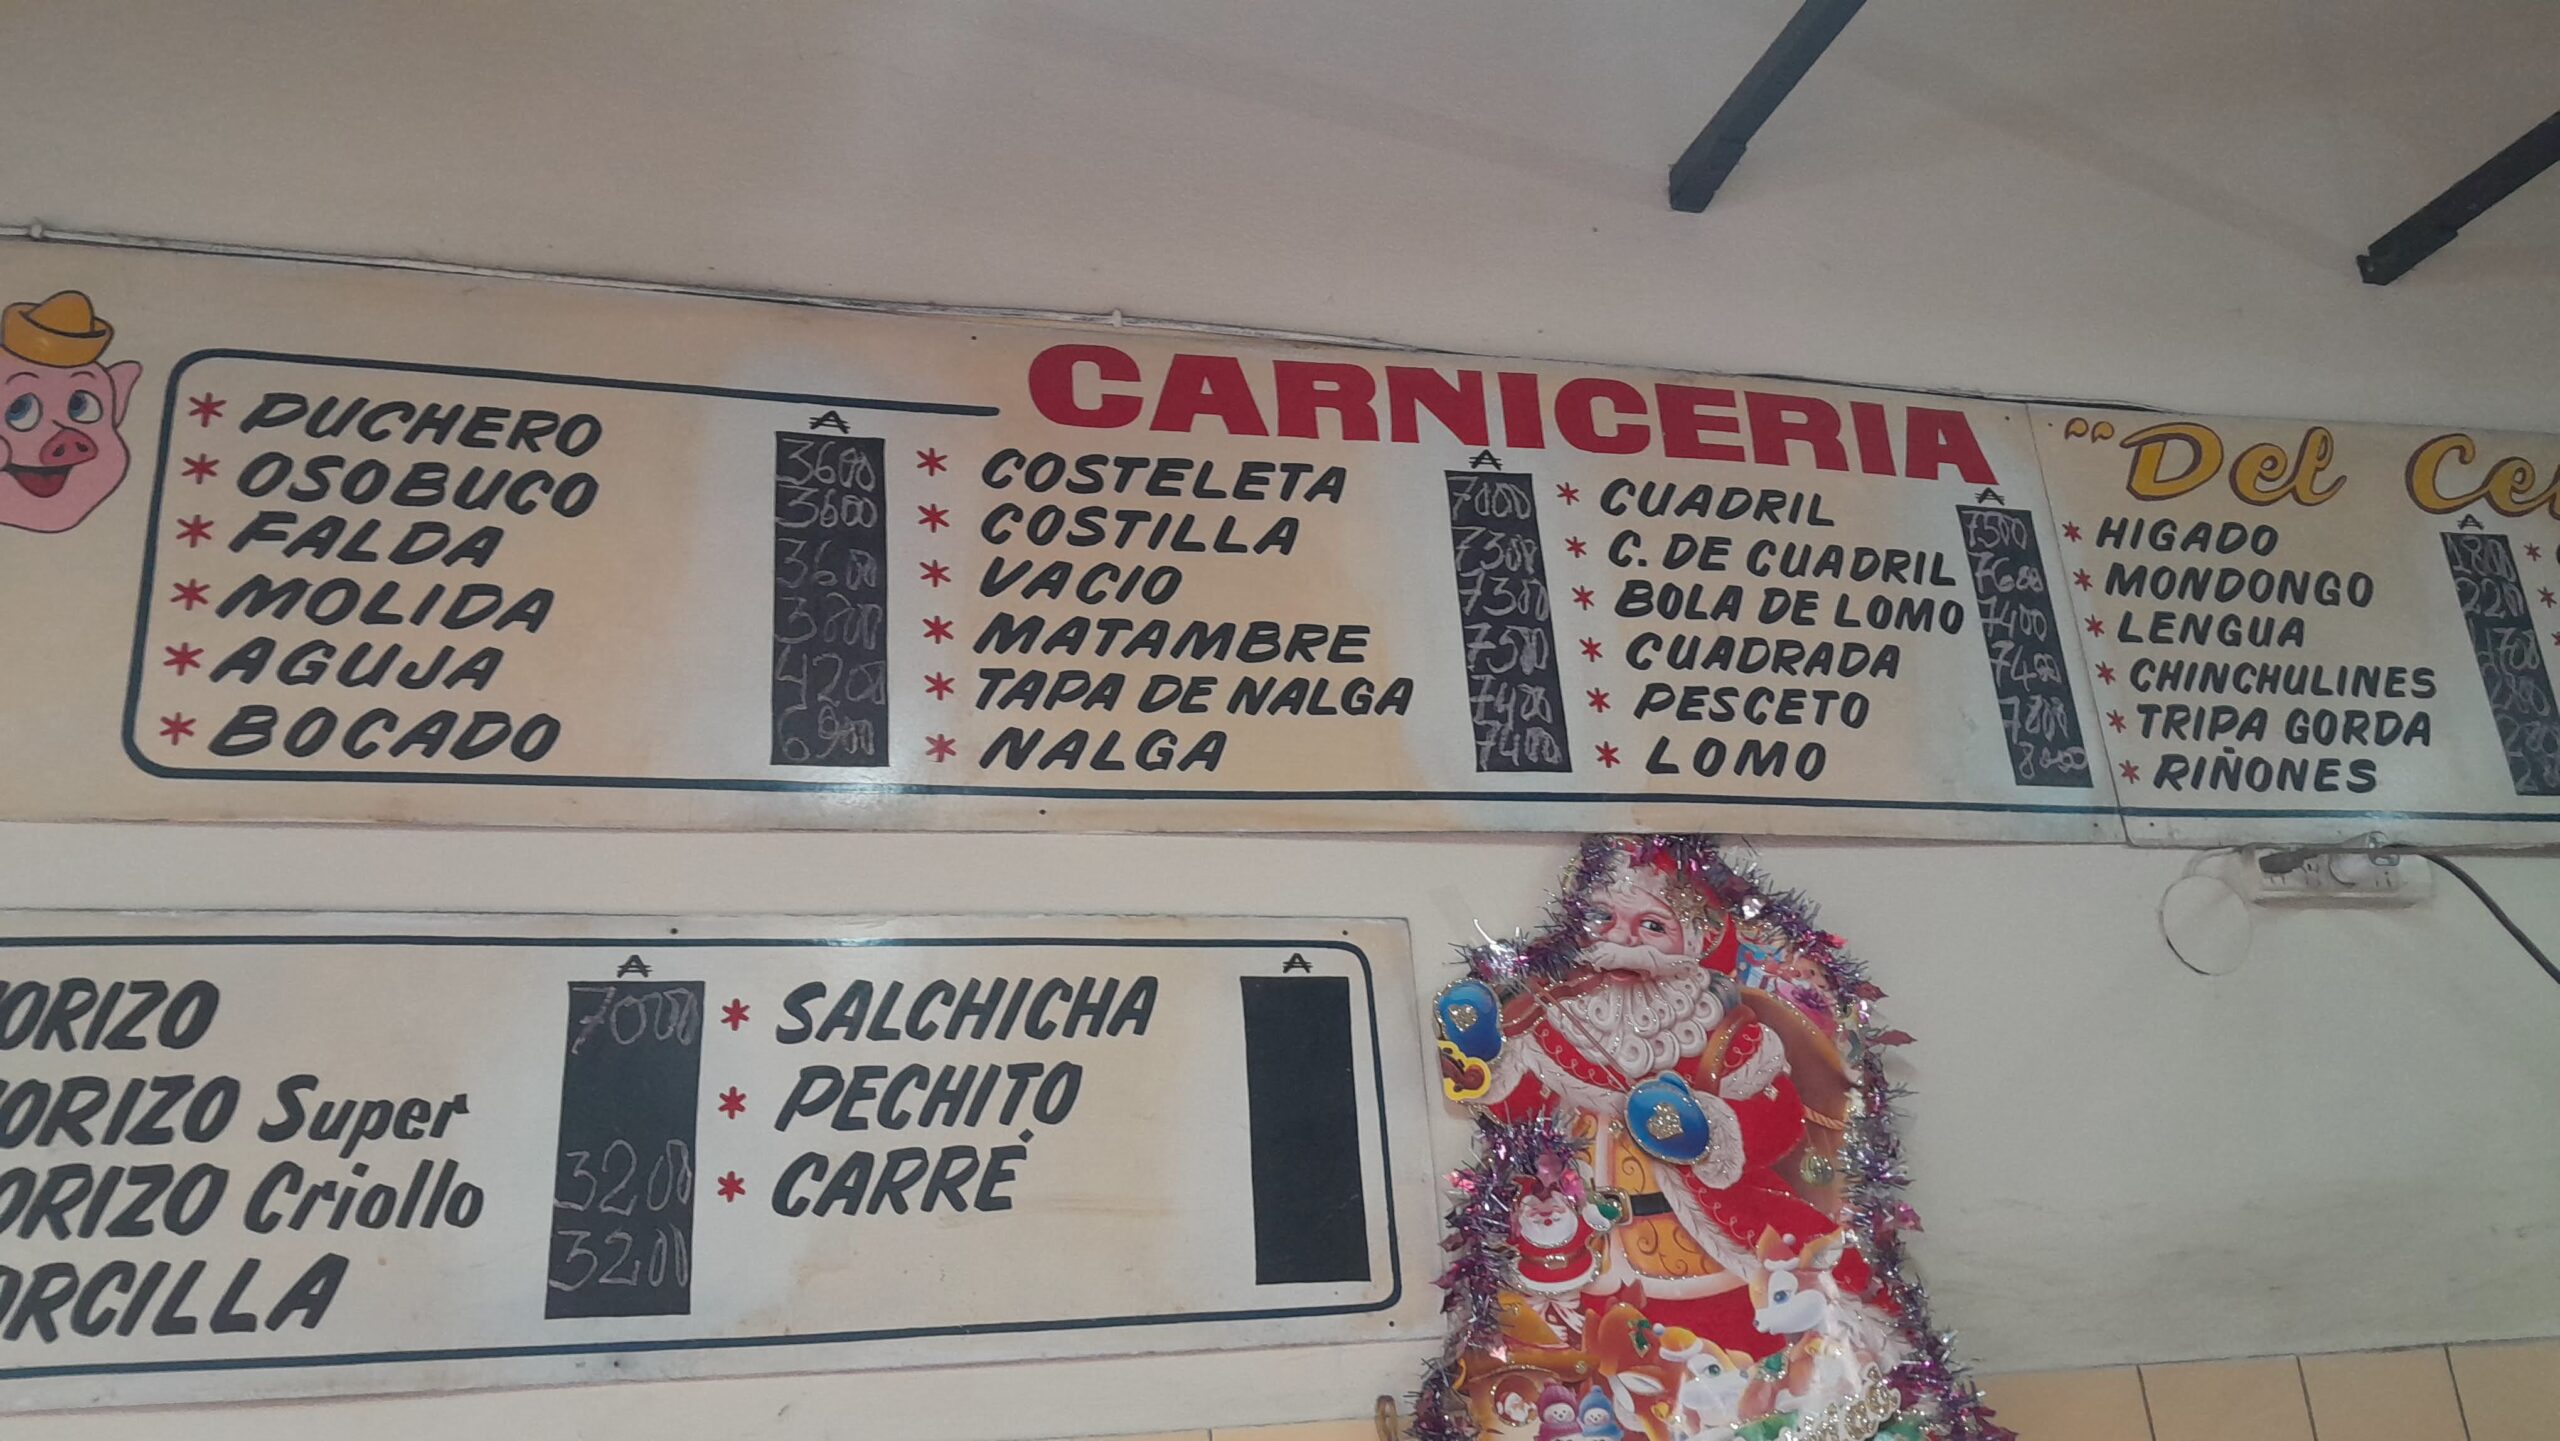 CARNICERIA
"Del
* PUCHERO 3600
* OSOBUCO 3600
* FALDA 3600
* MOLIDA
* AGUJA 4200
* BOCADO 6900
* COSTELETA 7000
* COSTILLA 7300
* VACIO 7300
* MATAMBRE 7500
* TAPA DE NALGA 7400
* NALGA 7400
* CUADRIL 7500
* C. DE CUADRIL 7600
* BOLA DE LOMO 7400
* CUADRADA 7400
* PESCETO 7800
* LOMO
* HIGADO
* MONDONGO
* LENGUA
* CHINCHULINES
* TRIPA GORDA
* RIÑONES
ORIZO 7000
ORIZO Super
ORIZO Criollo 3200
ORCILLA 3200
* SALCHICHA
* PECHITO
* CARRÉ